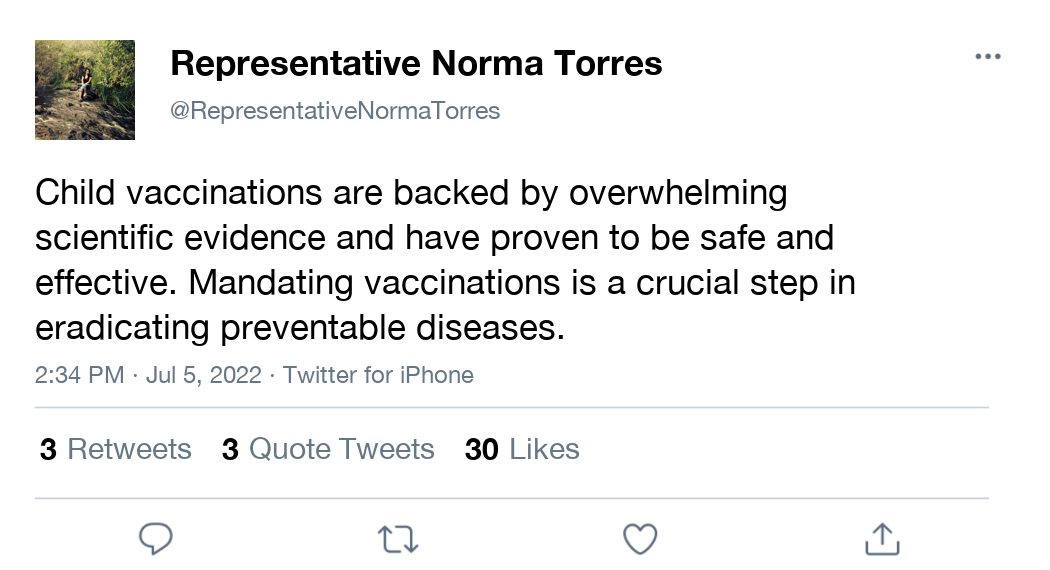 Representative Norma Torres
@RepresentativeNormaTorres
Child vaccinations are backed by overwhelming
scientific evidence and have proven to be safe and
effective. Mandating vaccinations is a crucial step in
eradicating preventable diseases.
2:34 PM · Jul 5, 2022 · Twitter for iPhone
3 Retweets 3 Quote Tweets 30 Likes